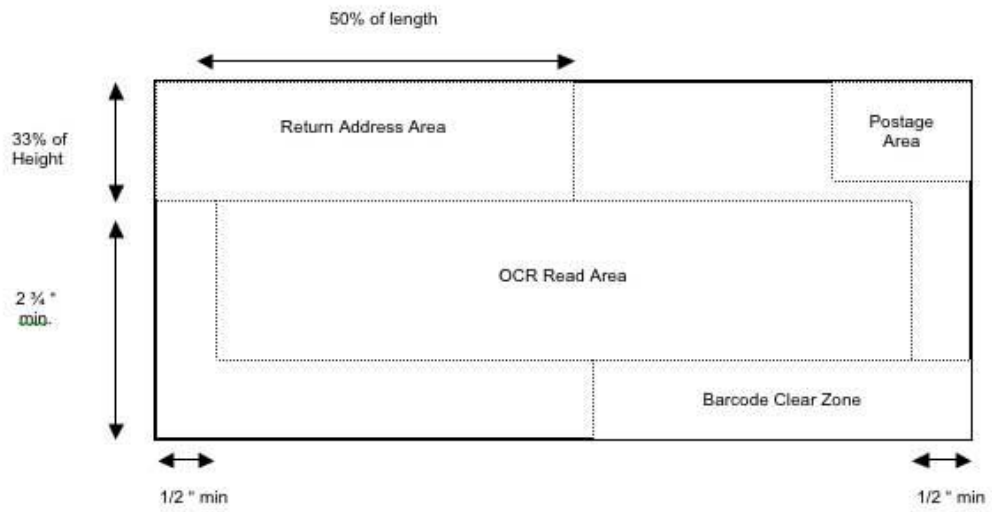 50% of length
Return Address Area
Postage
Area
33% of
Height
OCR Read Area
2 ¾ "
min.
Barcode Clear Zone
1/2 " min
1/2 " min